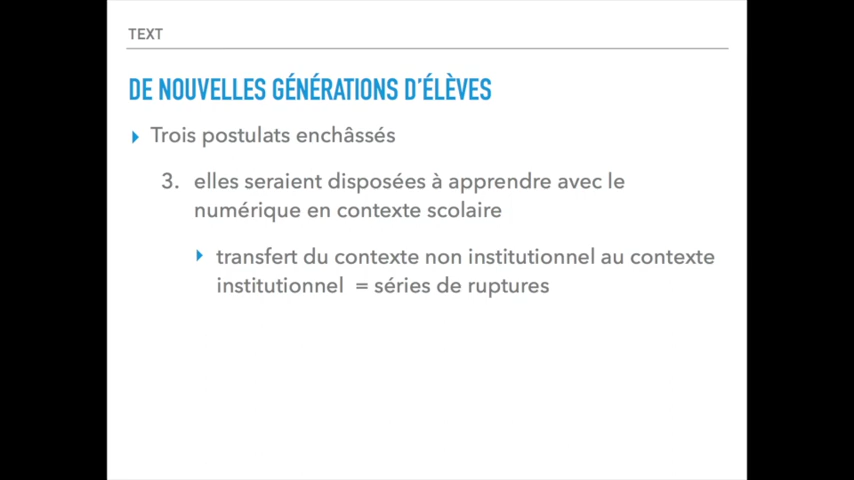 TEXT
DE NOUVELLES GÉNÉRATIONS D'ÉLÈVES
Trois postulats enchâssés
3. elles seraient disposées à apprendre avec le
numérique en contexte scolaire
transfert du contexte non institutionnel au contexte
institutionnel = séries de ruptures